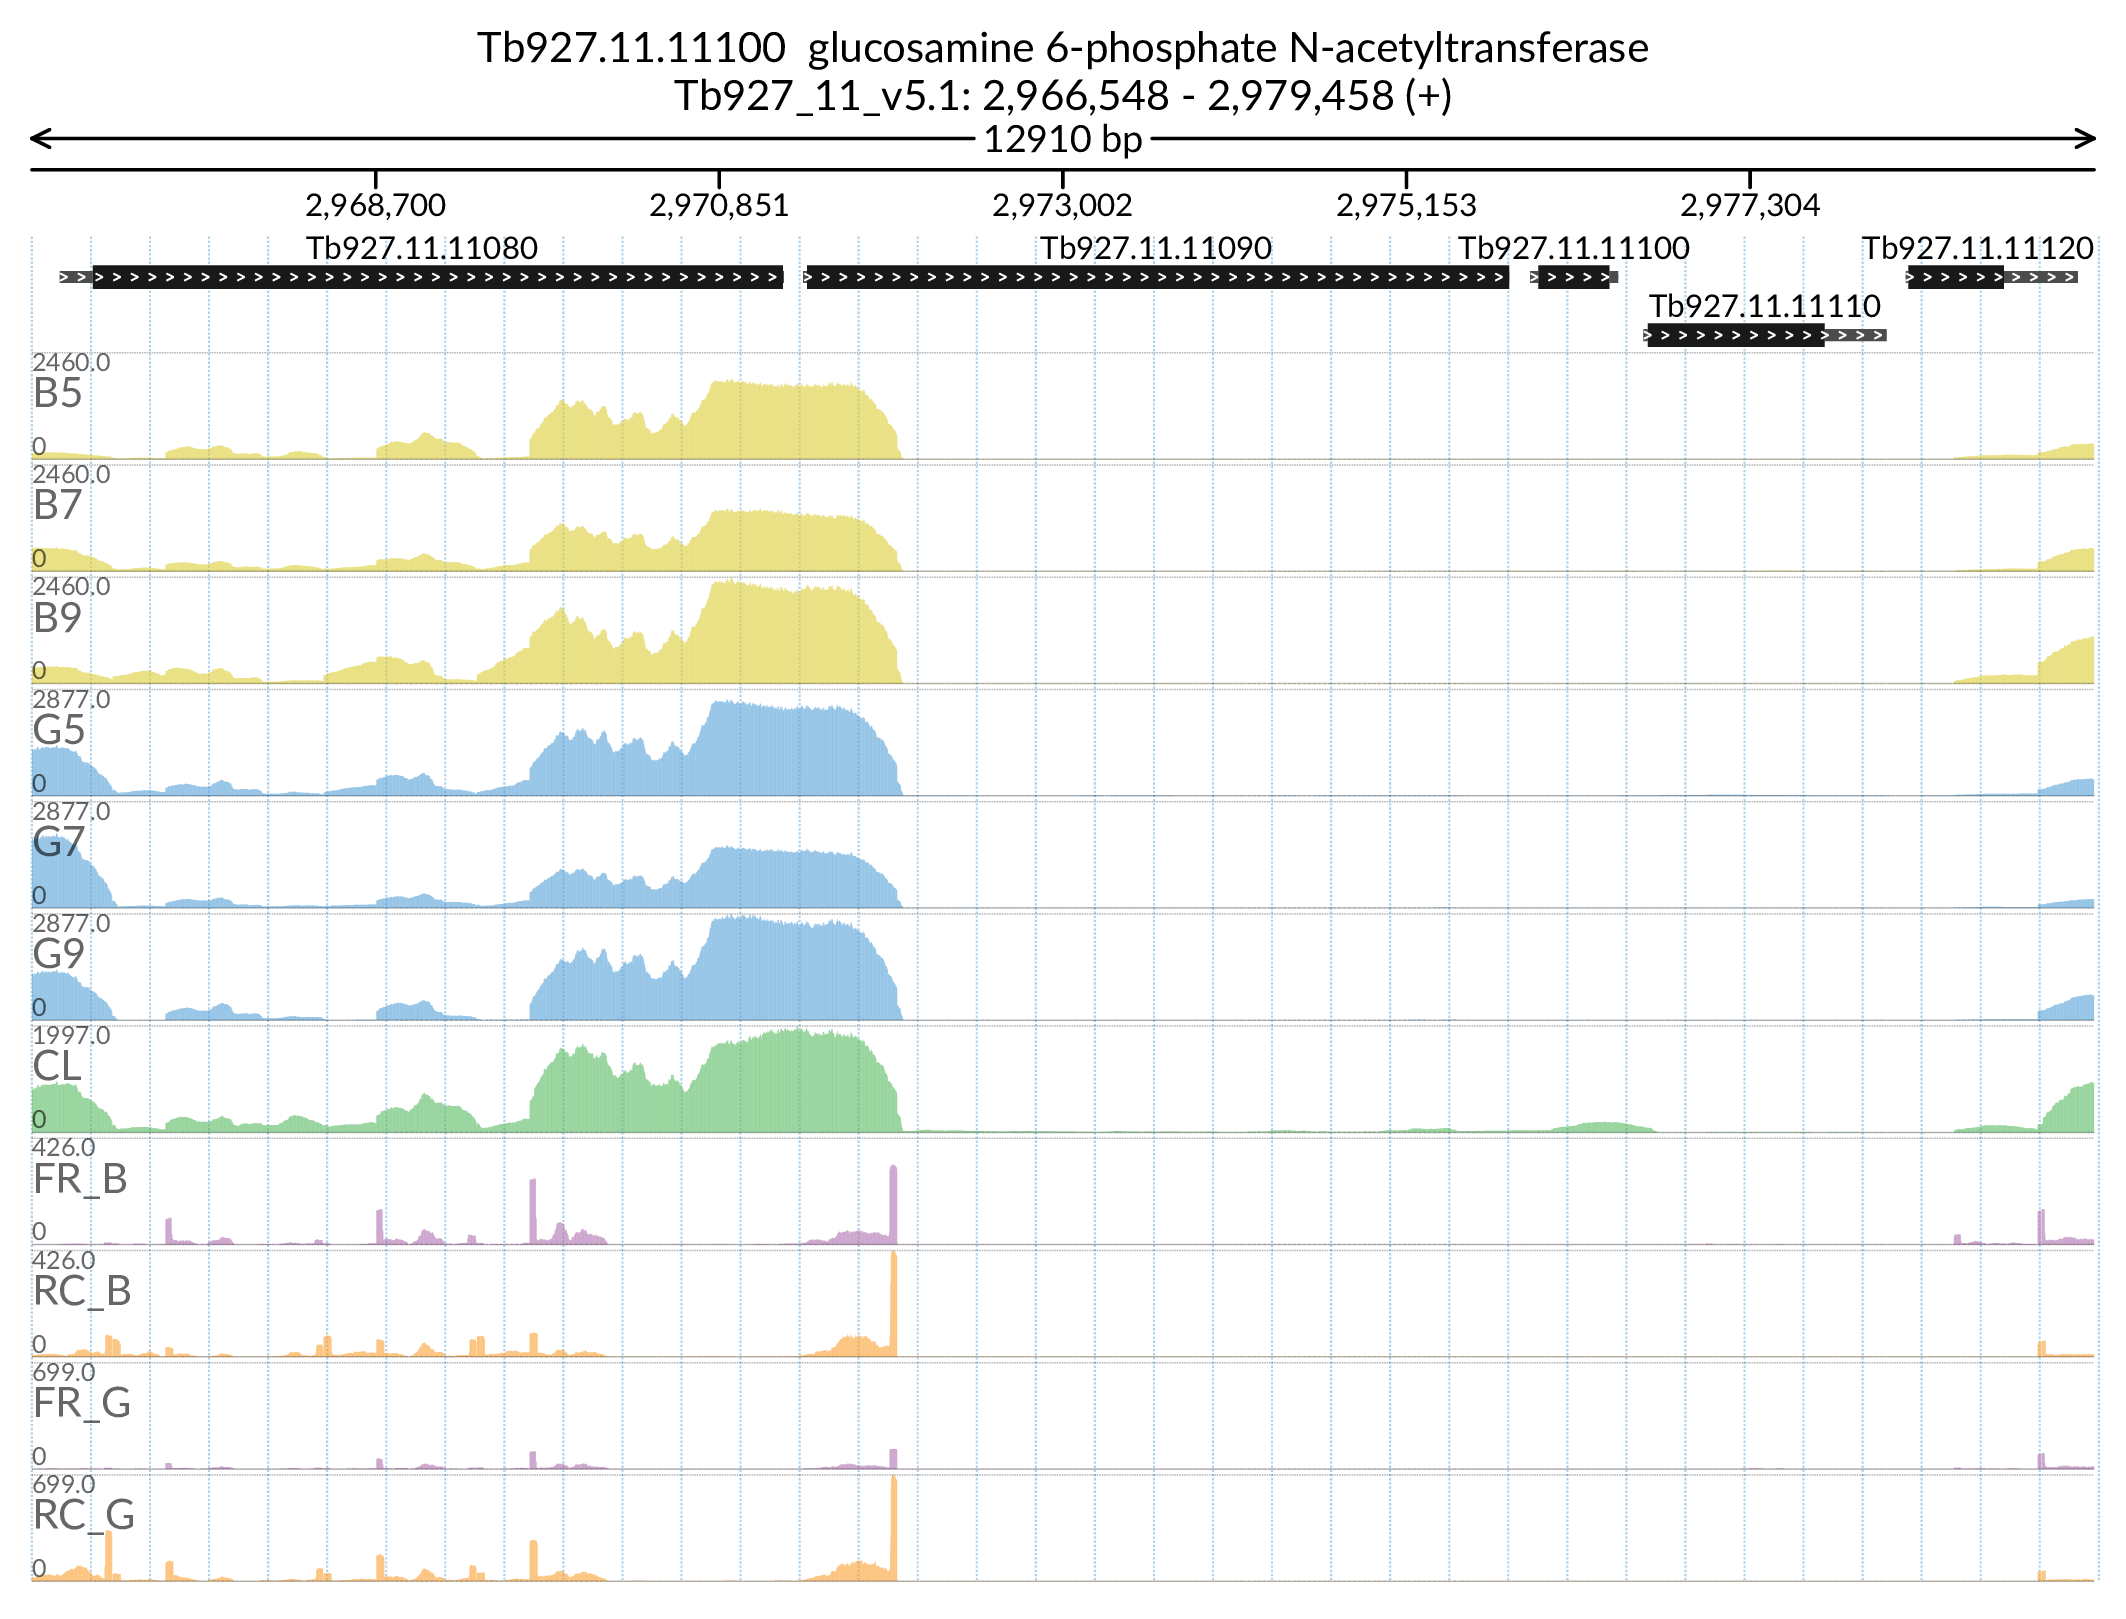 Tb927.11.11100  glucosamine 6-phosphate N-acetyltransferase
Tb927_11_v5.1: 2,966,548 - 2,979,458 (+)
12910 bp
2,968,700 2,970,851 2,973,002 2,975,153 2,977,304
Tb927.11.11080 Tb927.11.11090 Tb927.11.11100 Tb927.11.11120
Tb927.11.11110
2460.0
B5
0
2460.0
B7
0
2460.0
B9
0
2877.0
G5
0
2877.0
G7
0
2877.0
G9
0
1997.0
CL
0
426.0
FR_B
0
426.0
RC_B
0
699.0
FR_G
0
699.0
RC_G
0